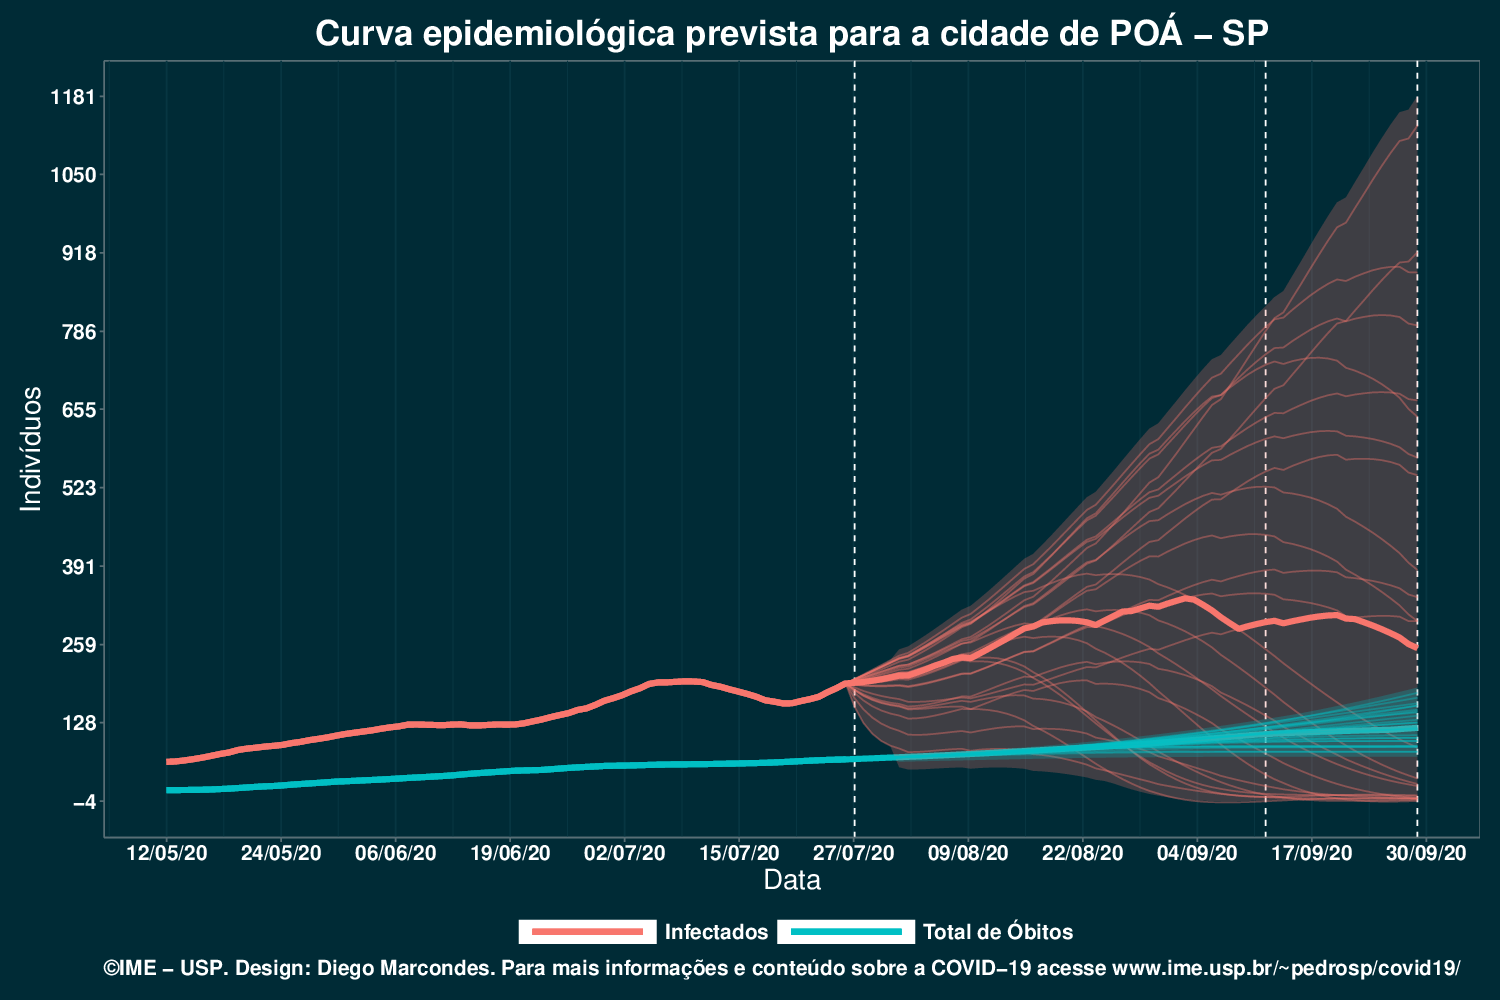 Curva epidemiológica prevista para a cidade de POÁ − SP
1181
1050
918
786
655
523
391
259
128
−4
Indivíduos
12/05/20 24/05/20 06/06/20 19/06/20 02/07/20 15/07/20 27/07/20 09/08/20 22/08/20 04/09/20 17/09/20 30/09/20
Data
Infectados Total de Óbitos
©IME − USP. Design: Diego Marcondes. Para mais informações e conteúdo sobre a COVID−19 acesse www.ime.usp.br/~pedrosp/covid19/